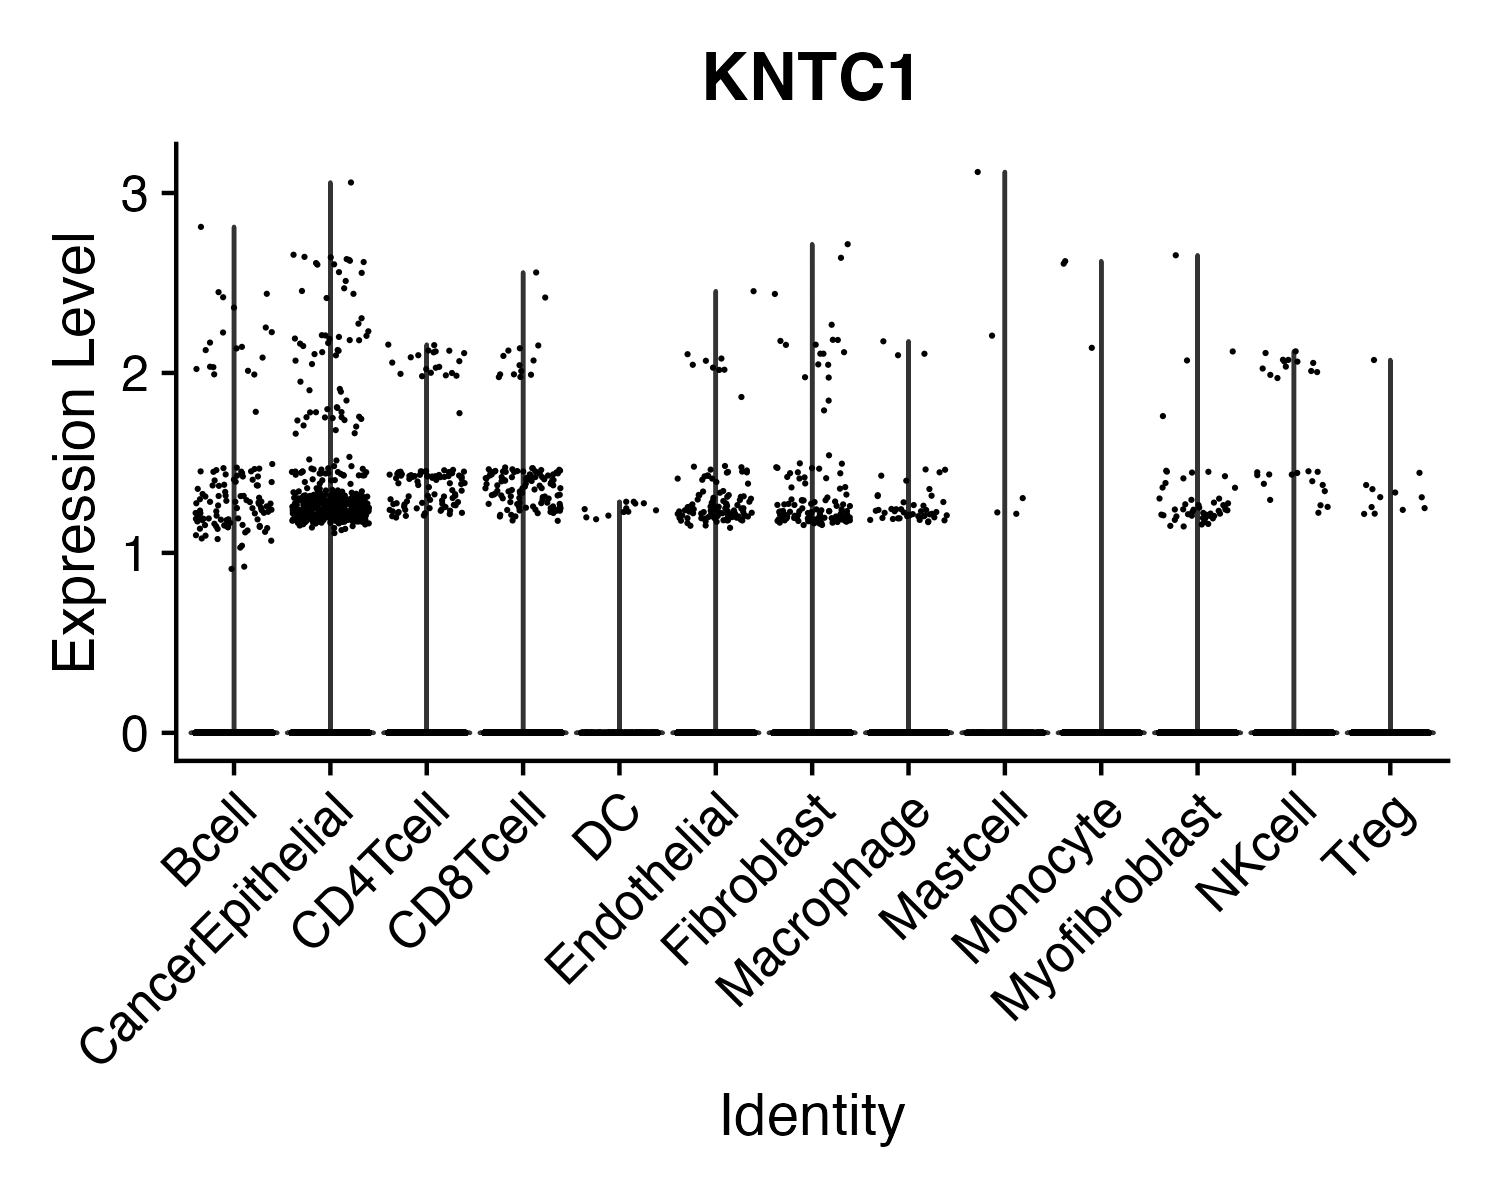 KNTC1
Expression Level
3
2
1
0
Bcell
CancerEpithelial
CD4Tcell
CD8Tcell
DC
Endothelial
Fibroblast
Macrophage
Mastcell
Monocyte
Myofibroblast
NKcell
Treg
Identity